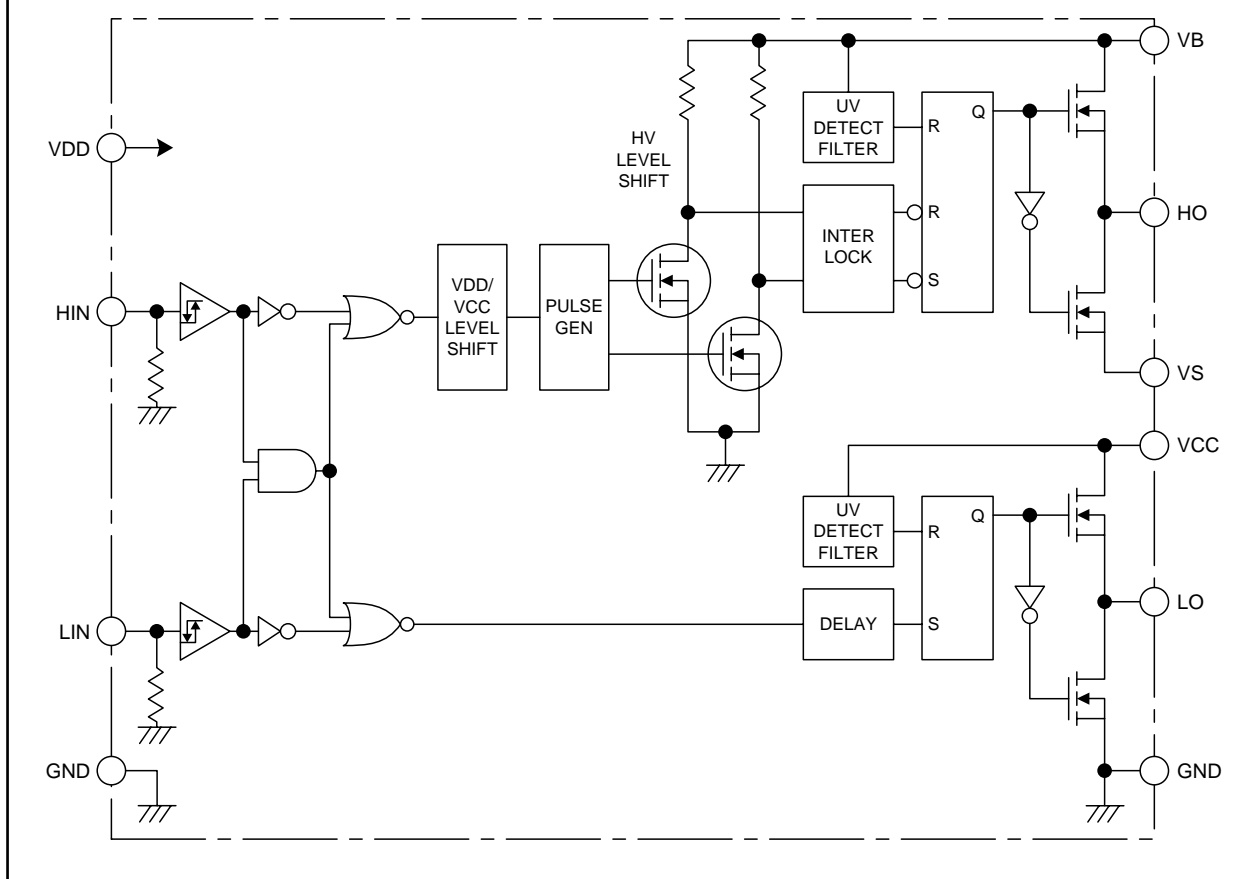 VB
UV
DETECT
FILTER
R
Q
VDD
HV
LEVEL
SHIFT
HO
INTER
LOCK
R
S
HIN
VDD/
VCC
LEVEL
SHIFT
PULSE
GEN
VS
VCC
UV
DETECT
FILTER
R
Q
LIN
DELAY
S
LO
GND
GND